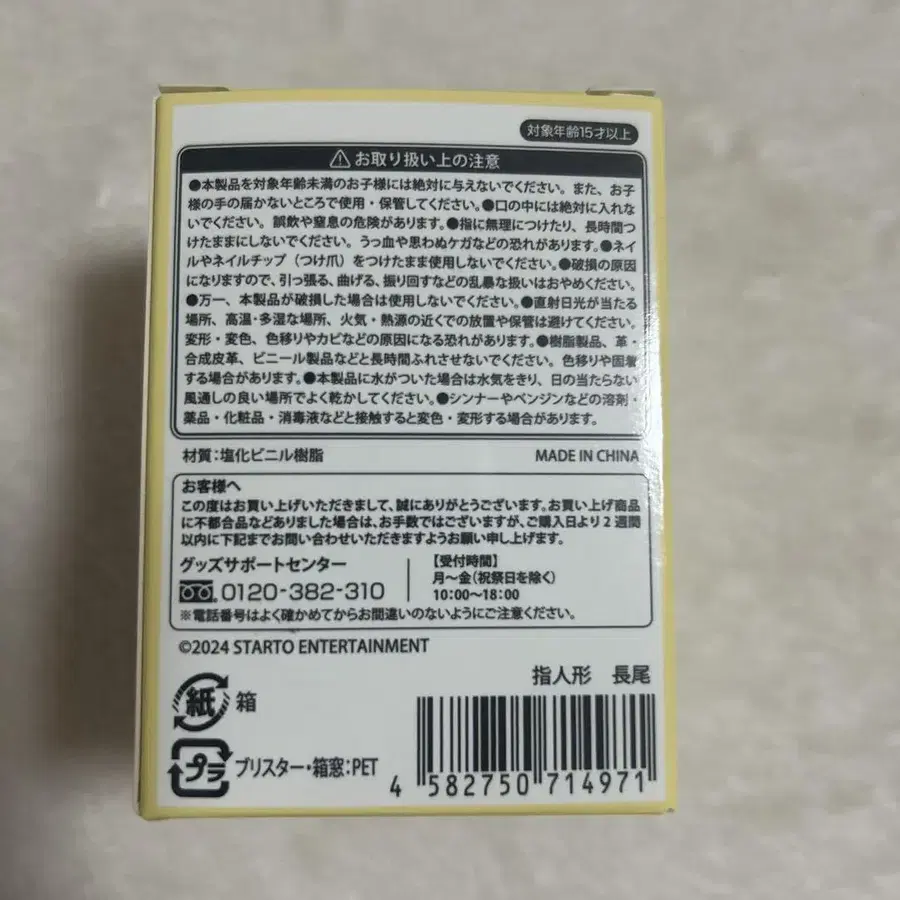 対象年齢15才以上
⚠お取り扱い上の注意
●本製品を対象年齢未満のお子様には絶対に与えないでください。また、お子
様の手の届かないところで使用・保管してください。●口の中には絶対に入れな
いでください。誤飲や窒息の危険があります。●指に無理につけたり、長時間つ
けたままにしないでください。うっ血や思わぬケガなどの恐れがあります。●ネイ
ルやネイルチップ（つけ爪）をつけたまま使用しないでください。●破損の原因
になりますので、引っ張る、曲げる、振り回すなどの乱暴な扱いはおやめください。
●万一、本製品が破損した場合は使用しないでください。●直射日光が当たる
場所、高温・多湿な場所、火気・熱源の近くでの放置や保管は避けてください。
変形・変色、色移りやカビなどの原因になる恐れがあります。●樹脂製品、革・
合成皮革、ビニール製品などと長時間ふれさせないでください。色移りや固着
する場合があります。●本製品に水がついた場合は水気をきり、日の当たらない
風通しの良い場所でよく乾かしてください。●シンナーやベンジンなどの溶剤・
薬品・化粧品・消毒液などと接触すると変色・変形する場合があります。
材質：塩化ビニル樹脂 MADE IN CHINA
お客様へ
この度はお買い上げいただきまして、誠にありがとうございます。お買い上げ商品
に不都合品などありました場合は、お手数ではございますが、ご購入日より2週間
以内に下記までお問い合わせいただきますようお願い申し上げます。
グッズサポートセンター
0120-382-310
【受付時間】
月～金（祝祭日を除く）
10：00～18：00
※電話番号はよく確かめてからお間違いのないようにご注意ください。
©2024 STARTO ENTERTAINMENT
指人形 長尾
紙 箱
プラ ブリスター・箱窓：PET
4 582750 714971